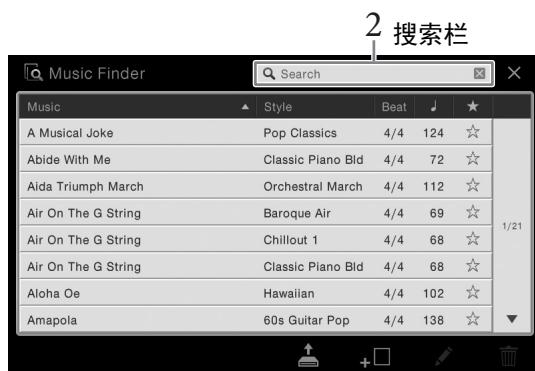 2 搜索栏
Music Finder Search
Music Style Beat ♩ ★
A Musical Joke Pop Classics 4/4 124 ☆
Abide With Me Classic Piano Bld 4/4 72 ☆
Aida Triumph March Orchestral March 4/4 112 ☆
Air On The G String Baroque Air 4/4 69 ☆
Air On The G String Chillout 1 4/4 68 ☆
Air On The G String Classic Piano Bld 4/4 68 ☆
Aloha Oe Hawaiian 4/4 102 ☆
Amapola 60s Guitar Pop 4/4 138 ☆
1/21